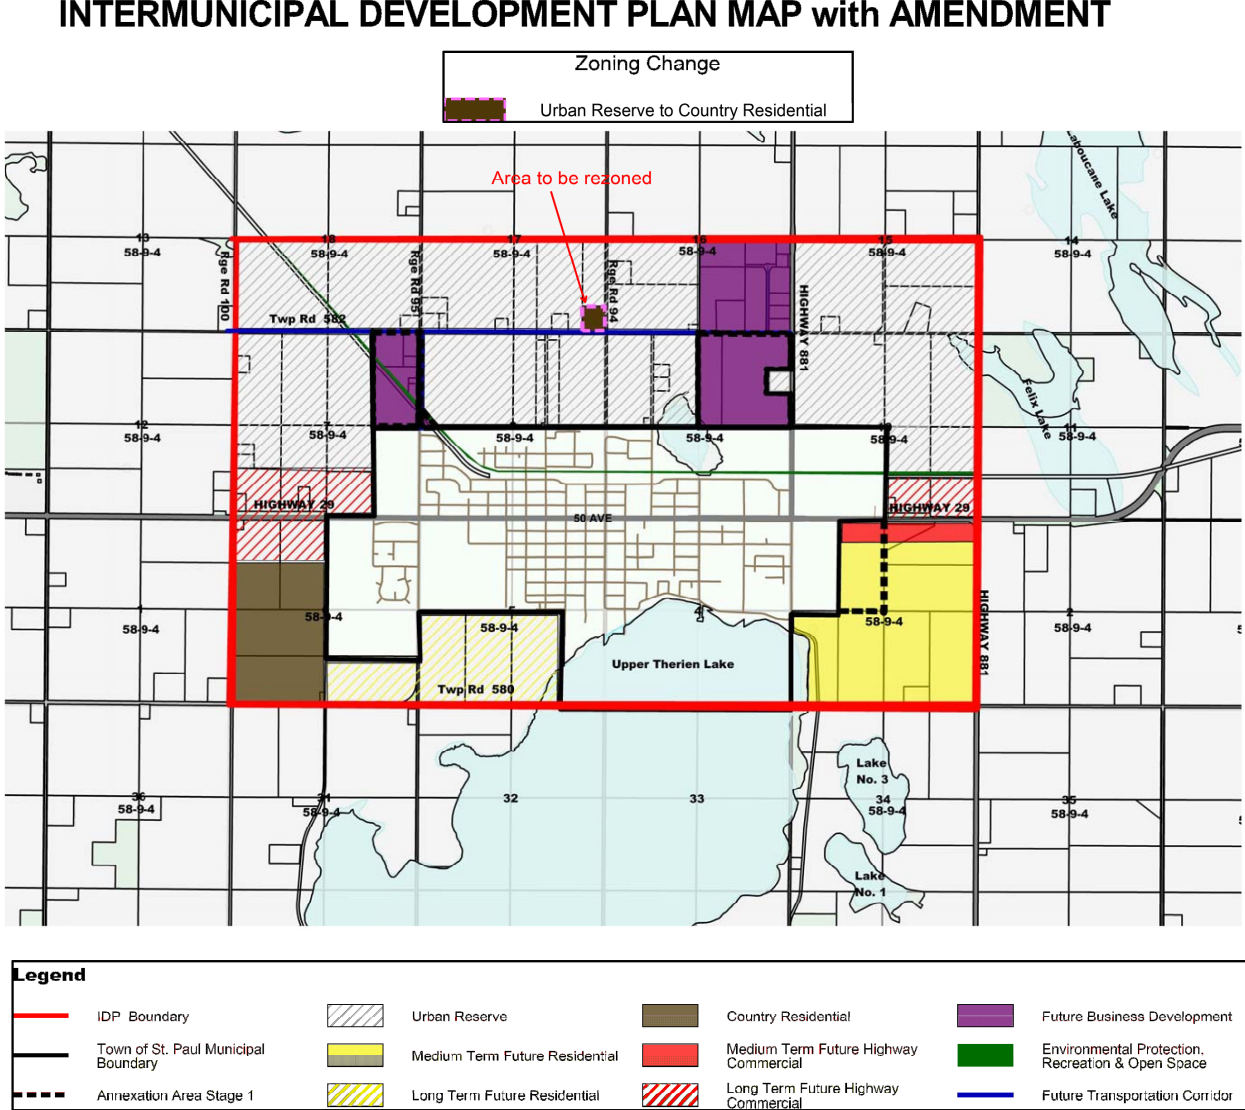 INTERMUNICIPAL DEVELOPMENT PLAN MAP with AMENDMENT
Zoning Change
Urban Reserve to Country Residential
Area to be rezoned
Laboucane Lake
13
58-9-4
18
58-9-4
17
58-9-4
16
58-9-4
15
58-9-4
14
58-9-4
Rge Rd 100
Rge Rd 95
Rge Rd 94
HIGHWAY 881
Twp Rd 582
Felix Lake
12
58-9-4
7
58-9-4
58-9-4
58-9-4
10
58-9-4
11
58-9-4
HIGHWAY 29
50 AVE
HIGHWAY 29
HIGHWAY 881
1
58-9-4
58-9-4
5
58-9-4
4
58-9-4
2
58-9-4
Upper Therien Lake
Twp Rd 580
Lake
No. 3
36
58-9-4
31
58-9-4
32
33
34
58-9-4
35
58-9-4
Lake
No. 1
Legend
IDP Boundary
Urban Reserve
Country Residential
Future Business Development
Town of St. Paul Municipal
Boundary
Medium Term Future Residential
Medium Term Future Highway
Commercial
Environmental Protection,
Recreation & Open Space
Annexation Area Stage 1
Long Term Future Residential
Long Term Future Highway
Commercial
Future Transportation Corridor